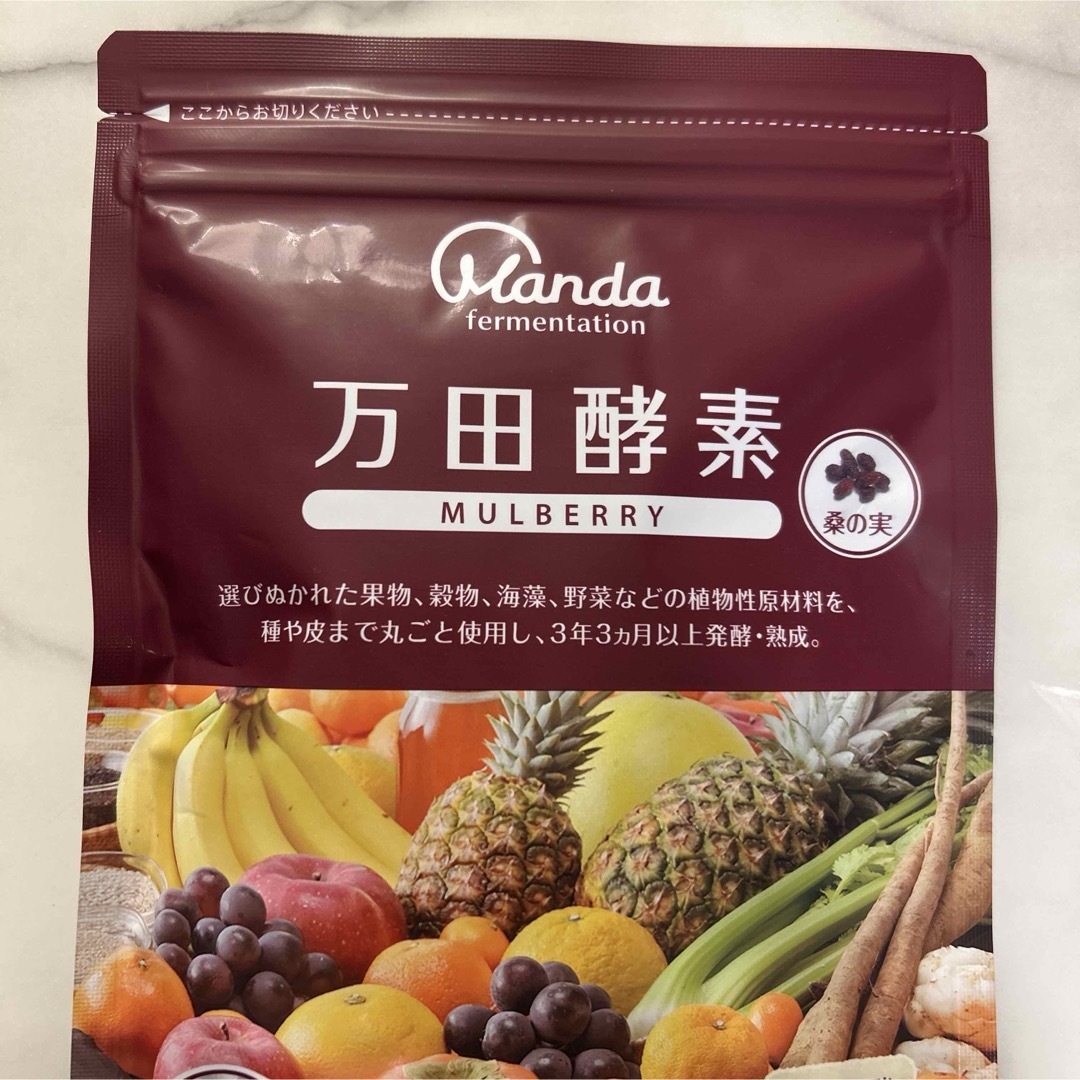 ここからお切りください
Manda
fermentation
万田酵素
MULBERRY
桑の実
選びぬかれた果物、穀物、海藻、野菜などの植物性原材料を、
種や皮まで丸ごと使用し、3年3ヵ月以上発酵・熟成。